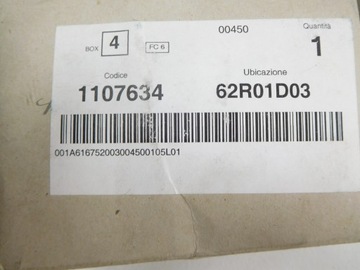 00450 Quantità
BOX 4 FC 6 1
Codice Ubicazione
1107634 62R01D03
001A616752003004500105L01